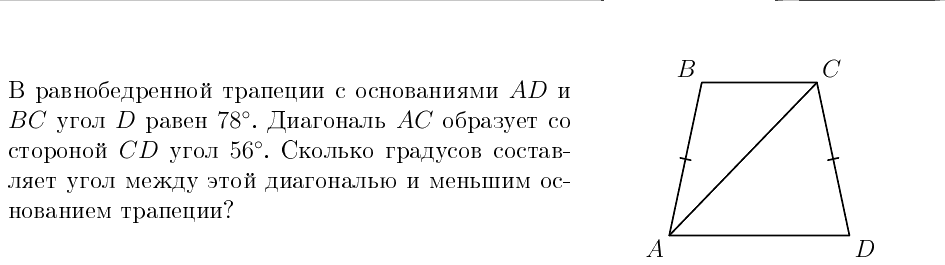 В равнобедренной трапеции с основаниями AD и
BC угол D равен 78°. Диагональ AC образует со
стороной CD угол 56°. Сколько градусов состав-
ляет угол между этой диагональю и меньшим ос-
нованием трапеции?
B C
A D